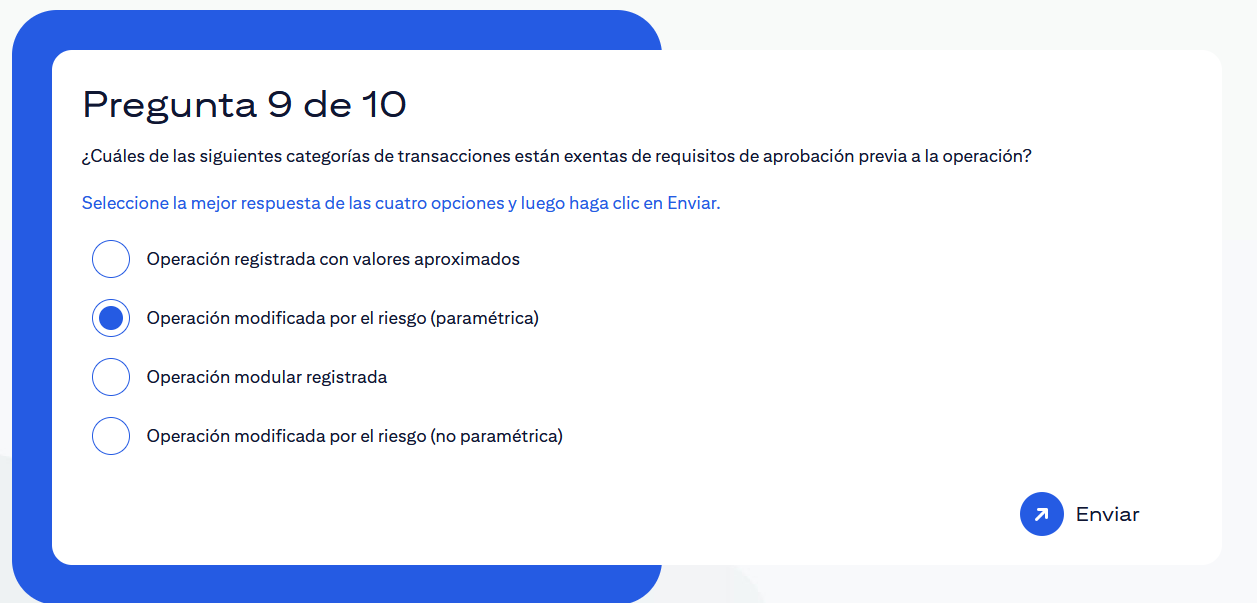 Pregunta 9 de 10
¿Cuáles de las siguientes categorías de transacciones están exentas de requisitos de aprobación previa a la operación?
Seleccione la mejor respuesta de las cuatro opciones y luego haga clic en Enviar.
Operación registrada con valores aproximados
Operación modificada por el riesgo (paramétrica)
Operación modular registrada
Operación modificada por el riesgo (no paramétrica)
Enviar